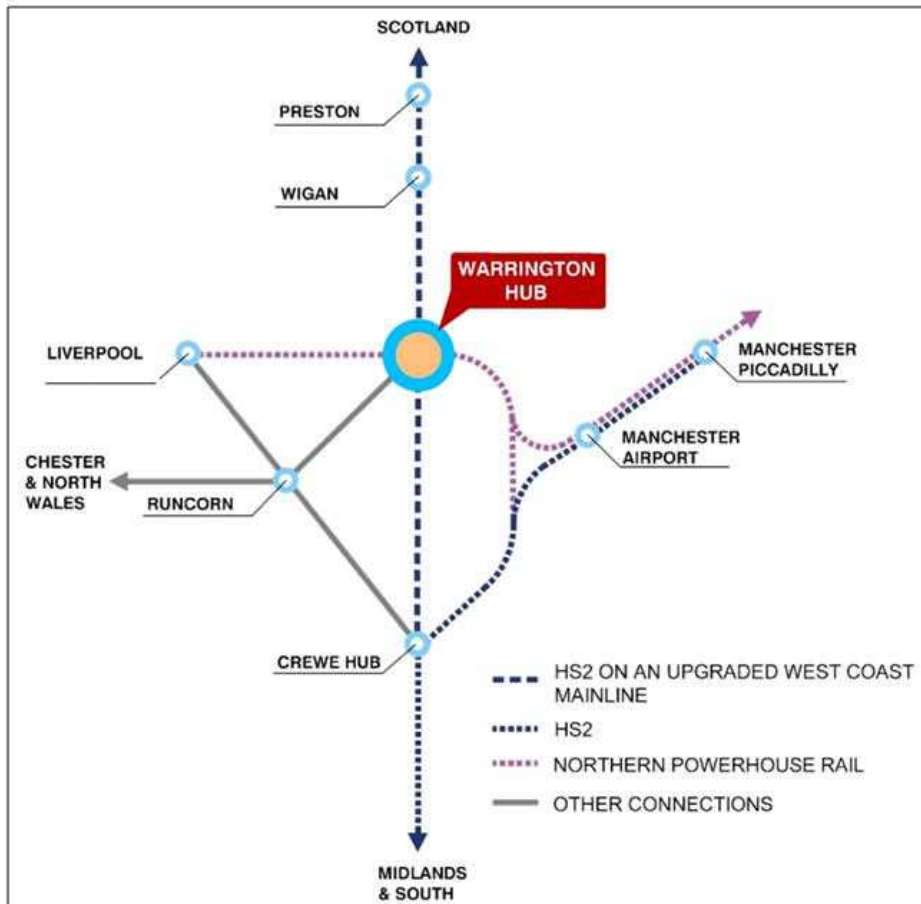 SCOTLAND
PRESTON
WIGAN
WARRINGTON
HUB
LIVERPOOL
MANCHESTER
PICCADILLY
MANCHESTER
AIRPORT
CHESTER
& NORTH
WALES
RUNCORN
CREWE HUB
HS2 ON AN UPGRADED WEST COAST
MAINLINE
HS2
NORTHERN POWERHOUSE RAIL
OTHER CONNECTIONS
MIDLANDS
& SOUTH